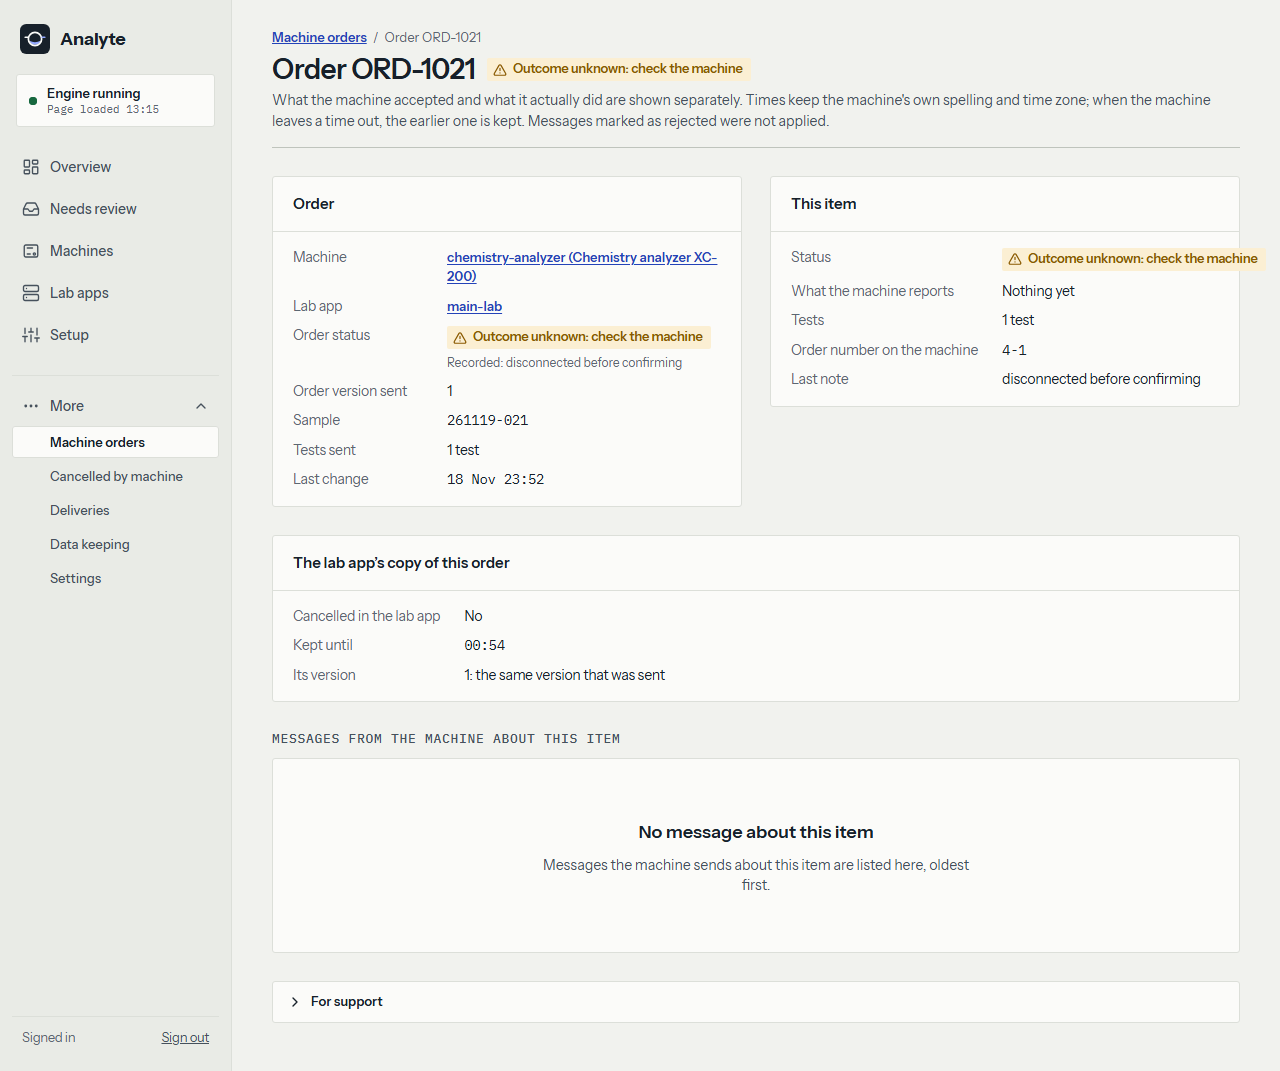 Analyte
Engine running
Page loaded 13:15
Overview
Needs review
Machines
Lab apps
Setup
More
Machine orders
Cancelled by machine
Deliveries
Data keeping
Settings
Signed in
Sign out
Machine orders / Order ORD-1021
Order ORD-1021
Outcome unknown: check the machine
What the machine accepted and what it actually did are shown separately. Times keep the machine's own spelling and time zone; when the machine
leaves a time out, the earlier one is kept. Messages marked as rejected were not applied.
Order
Machine
chemistry-analyzer (Chemistry analyzer XC-
200)
Lab app
main-lab
Order status
Outcome unknown: check the machine
Recorded: disconnected before confirming
Order version sent
1
Sample
261119-021
Tests sent
1 test
Last change
18 Nov 23:52
This item
Status
Outcome unknown: check the machine
What the machine reports
Nothing yet
Tests
1 test
Order number on the machine
4-1
Last note
disconnected before confirming
The lab app's copy of this order
Cancelled in the lab app
No
Kept until
00:54
Its version
1: the same version that was sent
MESSAGES FROM THE MACHINE ABOUT THIS ITEM
No message about this item
Messages the machine sends about this item are listed here, oldest
first.
For support